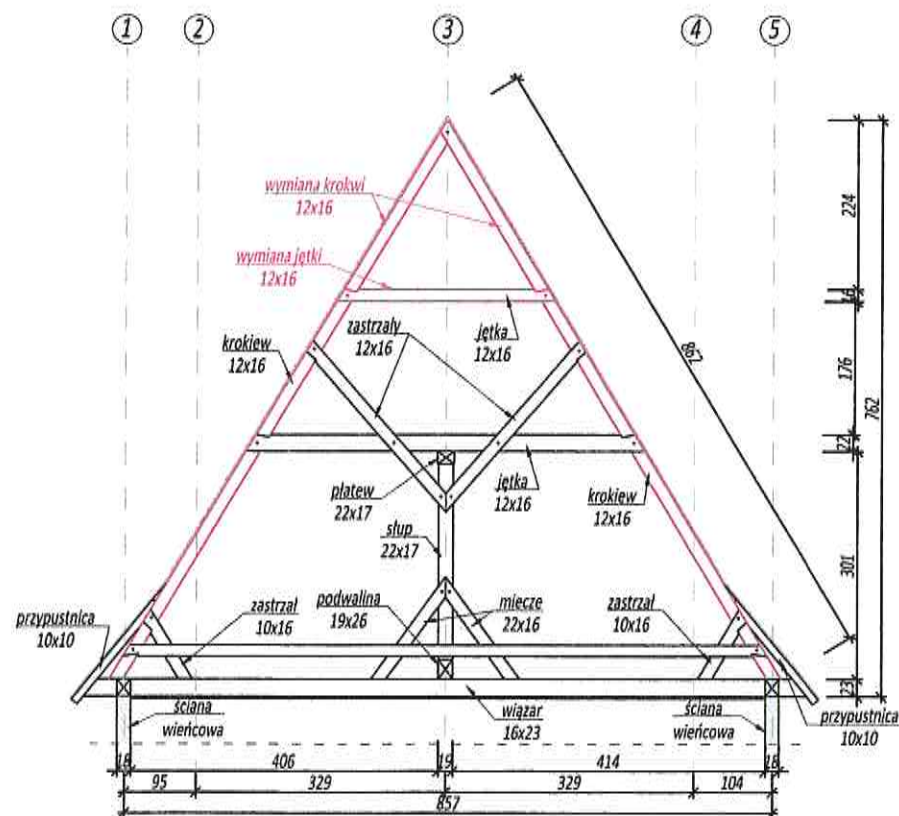 1 2 3 4 5
wymiana krokwi
12x16
wymiana jętki
12x16
zastrzały
12x16
jętka
12x16
krokiew
12x16
płatew
22x17
jętka
12x16
krokiew
12x16
słup
22x17
zastrzał
10x16
podwalina
19x26
miecze
22x16
zastrzał
10x16
przypustnica
10x10
ściana
wieńcowa
wiązar
16x23
ściana
wieńcowa
przypustnica
10x10
224
16
176
22
301
23
762
18 406 19 414 18
95 329 329 104
857